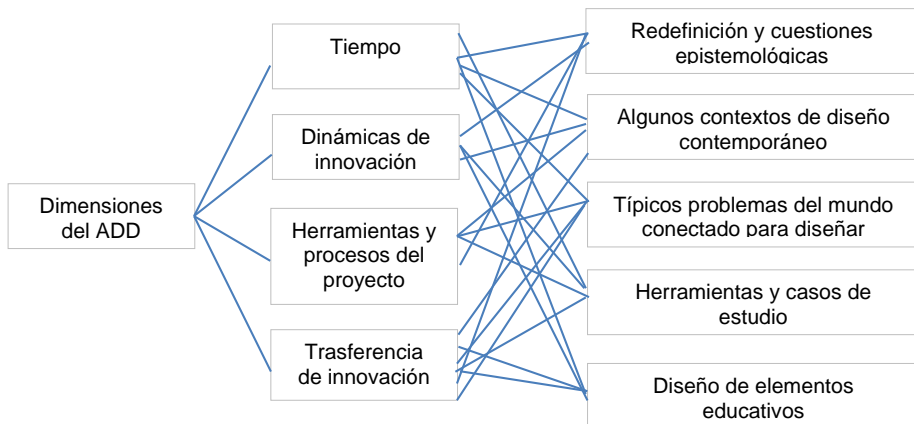 Dimensiones
del ADD
Tiempo
Dinámicas de
innovación
Herramientas y
procesos del
proyecto
Trasferencia
de innovación
Redefinición y cuestiones
epistemológicas
Algunos contextos de diseño
contemporáneo
Típicos problemas del mundo
conectado para diseñar
Herramientas y casos de
estudio
Diseño de elementos
educativos